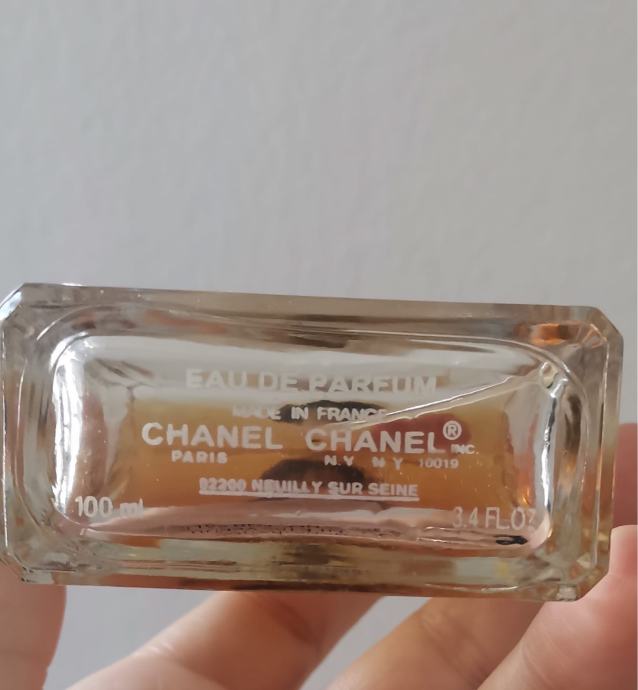 EAU DE PARFUM
MADE IN FRANCE
CHANEL CHANEL® INC.
PARIS N.Y. N Y 10019
92200 NEUILLY SUR SEINE
100 ml 3.4 FL.OZ